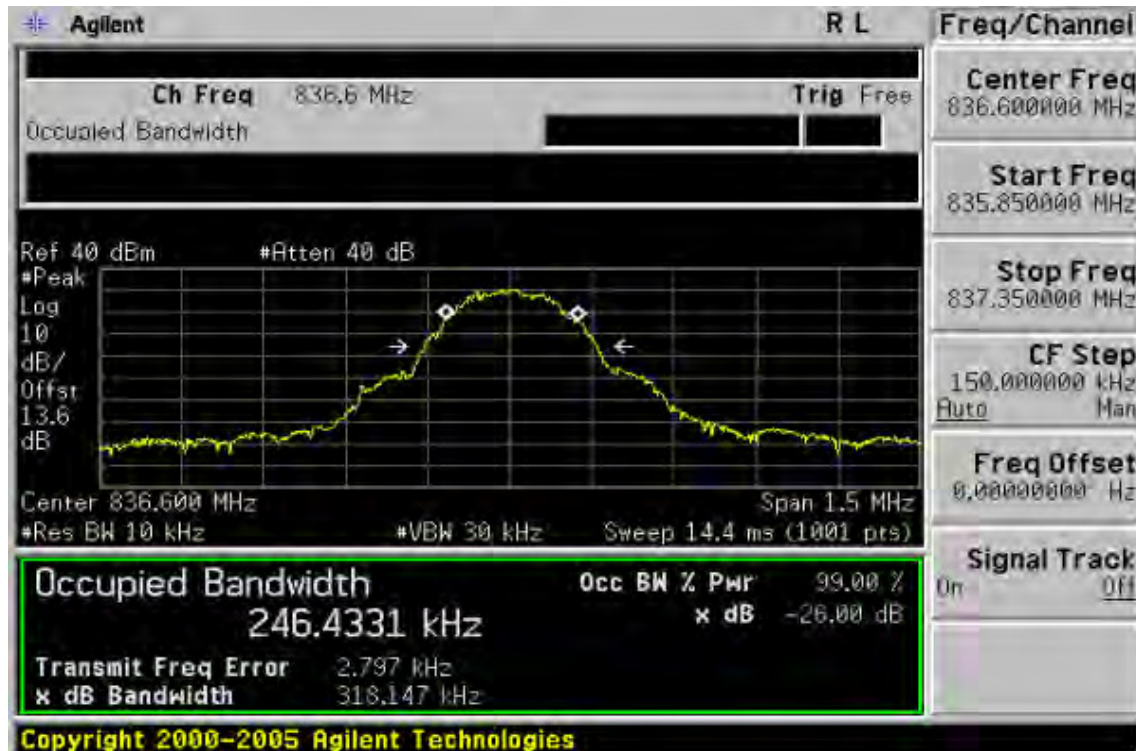 Agilent R L
Freq/Channel
Ch Freq 836.6 MHz Trig Free
Occupied Bandwidth
Center Freq
836.600000 MHz
Start Freq
835.850000 MHz
Stop Freq
837.350000 MHz
CF Step
150.000000 kHz
Auto Man
Freq Offset
0.00000000 Hz
Signal Track
On Off
Ref 40 dBm #Atten 40 dB
#Peak
Log
10
dB/
Offst
13.6
dB
Center 836.600 MHz Span 1.5 MHz
#Res BW 10 kHz #VBW 30 kHz Sweep 14.4 ms (1001 pts)
Occupied Bandwidth
246.4331 kHz
Occ BW % Pwr 99.00 %
x dB -26.00 dB
Transmit Freq Error 2.797 kHz
x dB Bandwidth 318.147 kHz
Copyright 2000-2005 Agilent Technologies